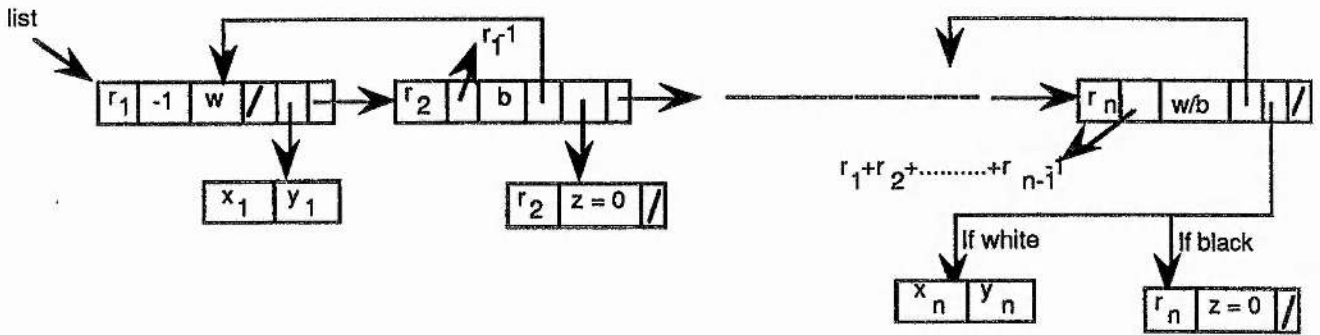 list
r₁ -1 w / r₂ b r₁-1 rₙ w/b /
x₁ y₁ r₂ z = 0 / r₁+r₂+..........+rₙ₋₁-1
If white If black
xₙ yₙ rₙ z = 0 /